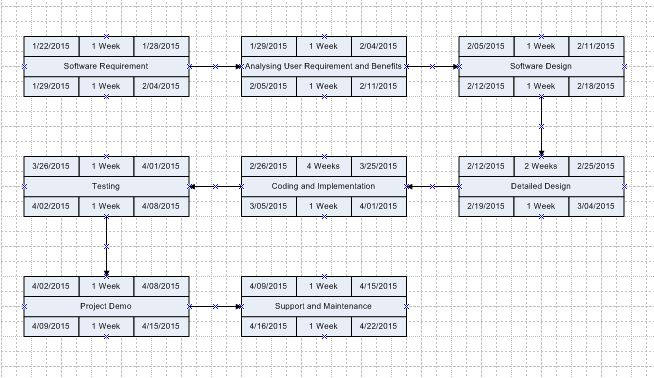 1/22/2015 1 Week 1/28/2015
Software Requirement
1/29/2015 1 Week 2/04/2015
1/29/2015 1 Week 2/04/2015
Analysing User Requirement and Benefits
2/05/2015 1 Week 2/11/2015
2/05/2015 1 Week 2/11/2015
Software Design
2/12/2015 1 Week 2/18/2015
2/12/2015 2 Weeks 2/25/2015
Detailed Design
2/19/2015 1 Week 3/04/2015
2/26/2015 4 Weeks 3/25/2015
Coding and Implementation
3/05/2015 1 Week 4/01/2015
3/26/2015 1 Week 4/01/2015
Testing
4/02/2015 1 Week 4/08/2015
4/02/2015 1 Week 4/08/2015
Project Demo
4/09/2015 1 Week 4/15/2015
4/09/2015 1 Week 4/15/2015
Support and Maintenance
4/16/2015 1 Week 4/22/2015